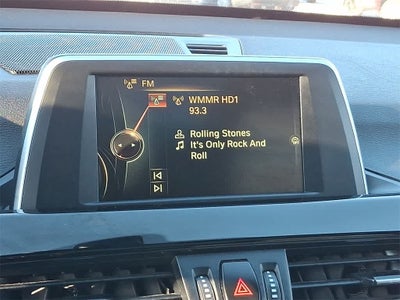 FM
WMMR HD1
93.3
Rolling Stones
It's Only Rock And
Roll